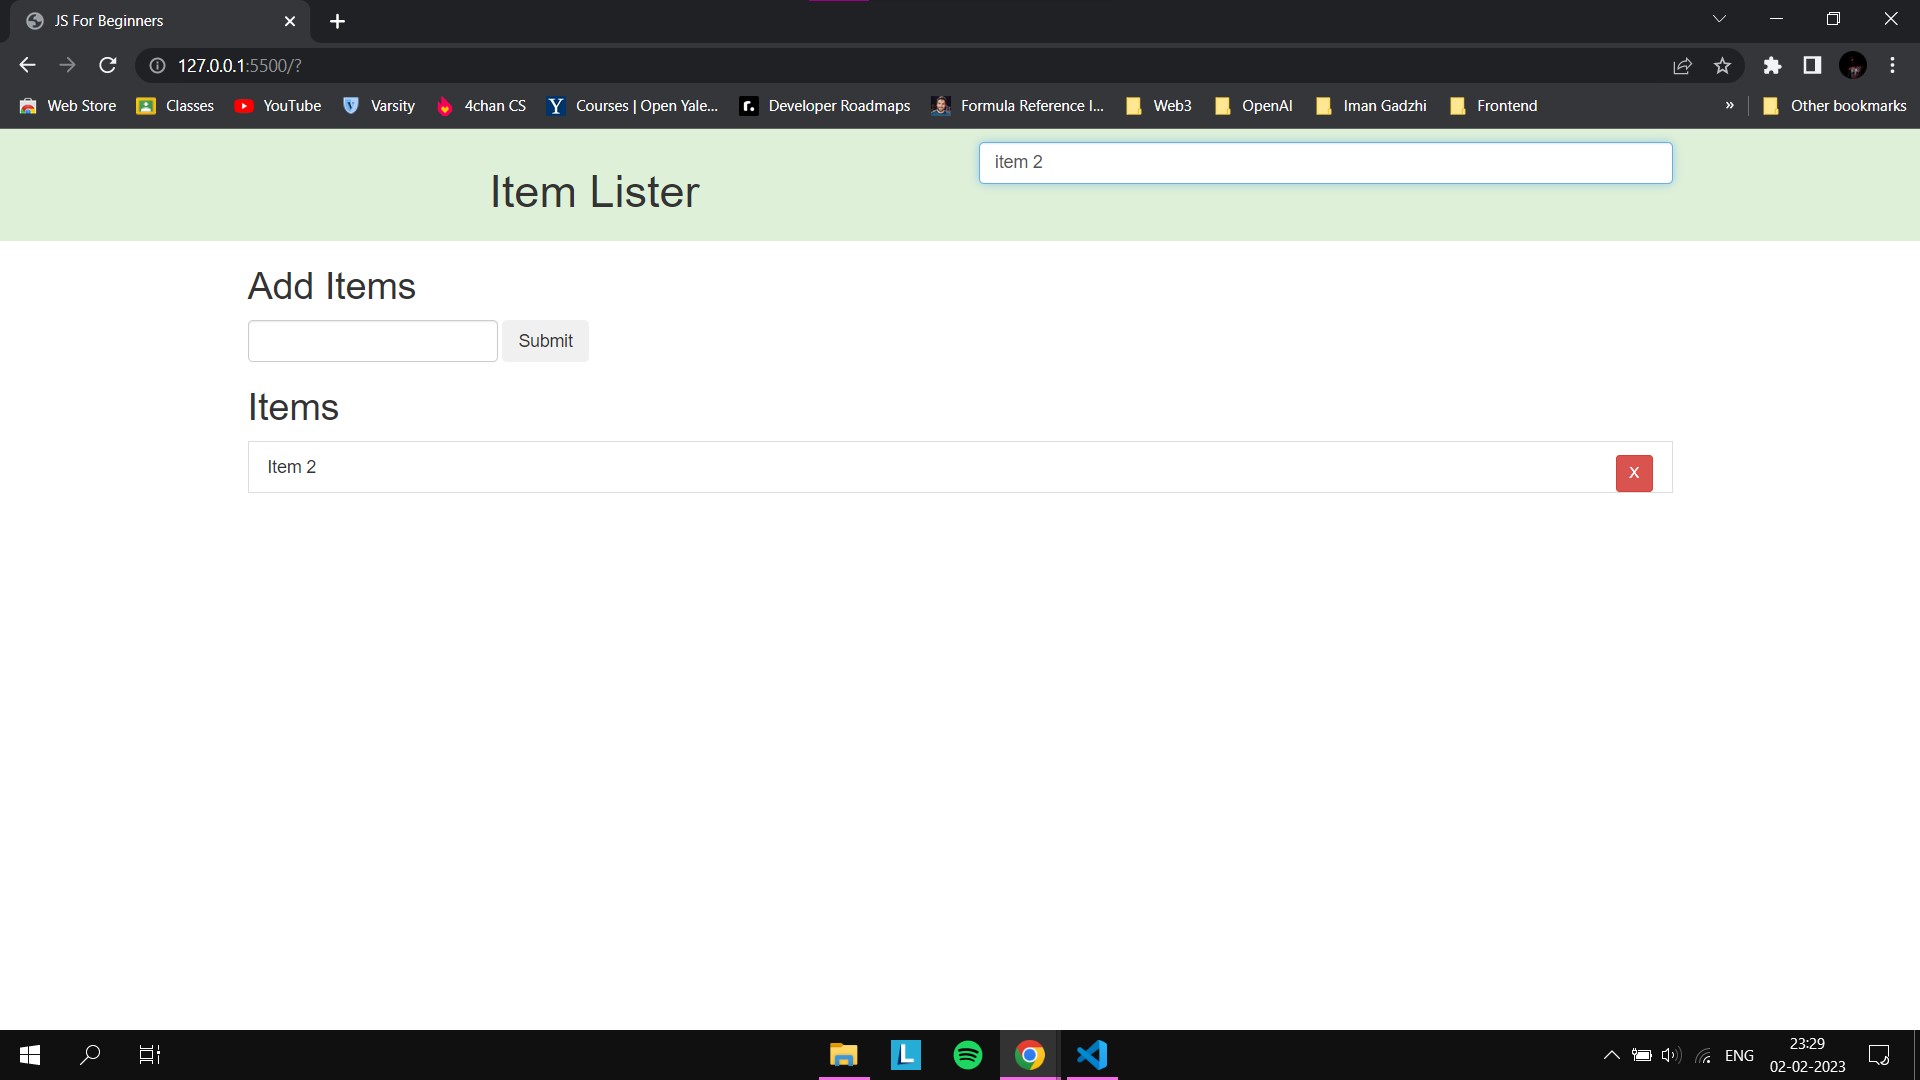 JS For Beginners
127.0.0.1:5500/?
Web Store Classes YouTube Varsity 4chan CS Courses | Open Yale... Developer Roadmaps Formula Reference I... Web3 OpenAI Iman Gadzhi Frontend » Other bookmarks
item 2
Item Lister
Add Items
Submit
Items
Item 2 X
ENG
23:29
02-02-2023